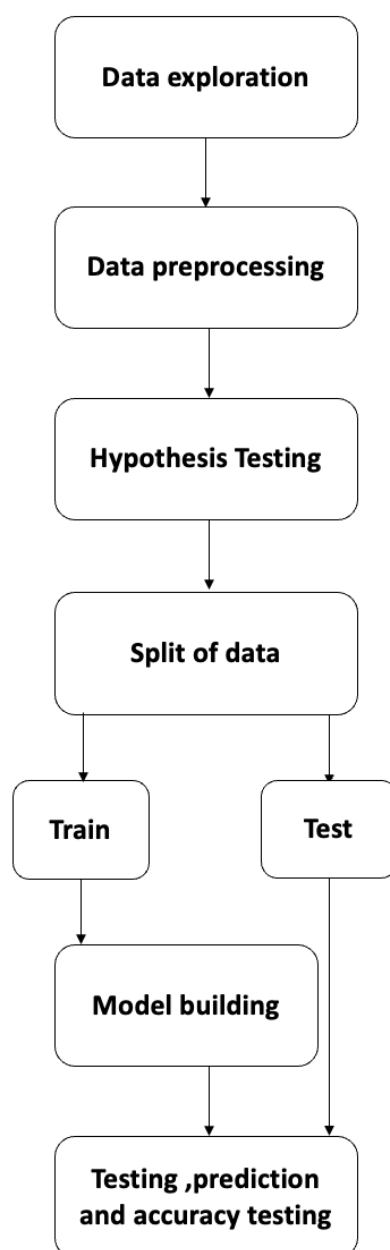 Data exploration
Data preprocessing
Hypothesis Testing
Split of data
Train
Test
Model building
Testing ,prediction
and accuracy testing